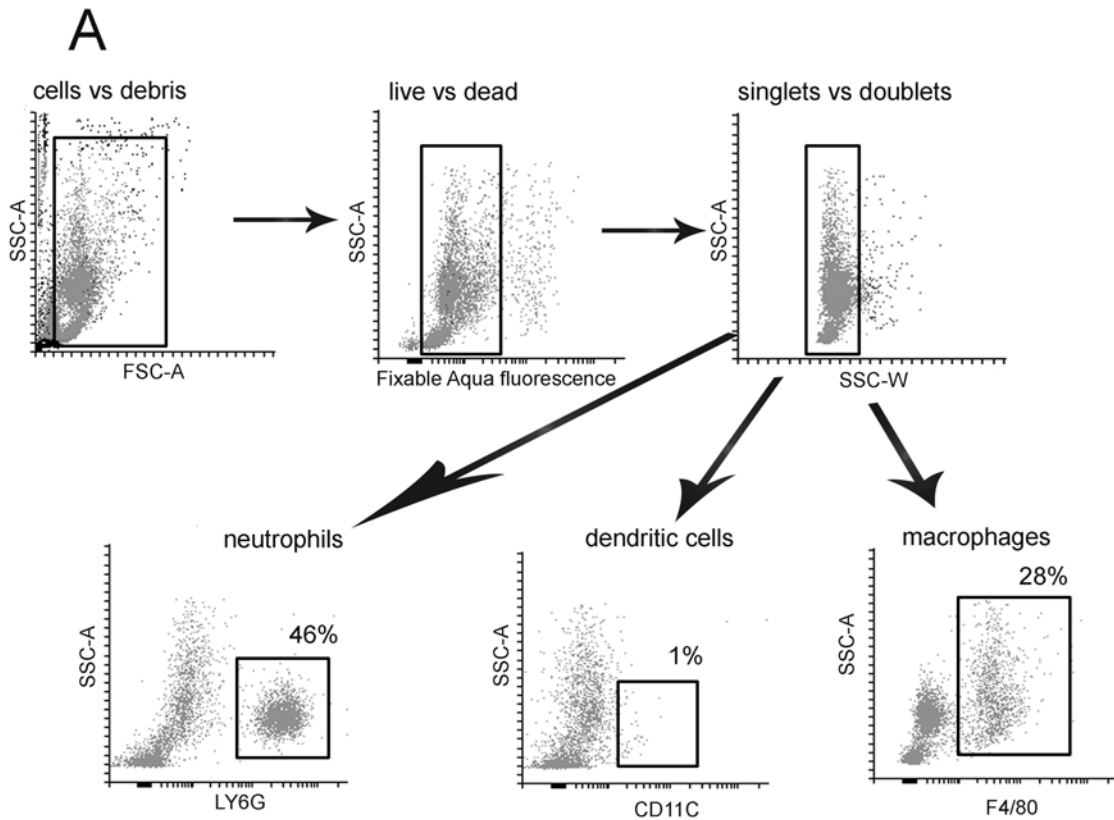 A
cells vs debris
live vs dead
singlets vs doublets
SSC-A
SSC-A
SSC-A
FSC-A
Fixable Aqua fluorescence
SSC-W
neutrophils
dendritic cells
macrophages
46%
1%
28%
SSC-A
SSC-A
SSC-A
LY6G
CD11C
F4/80